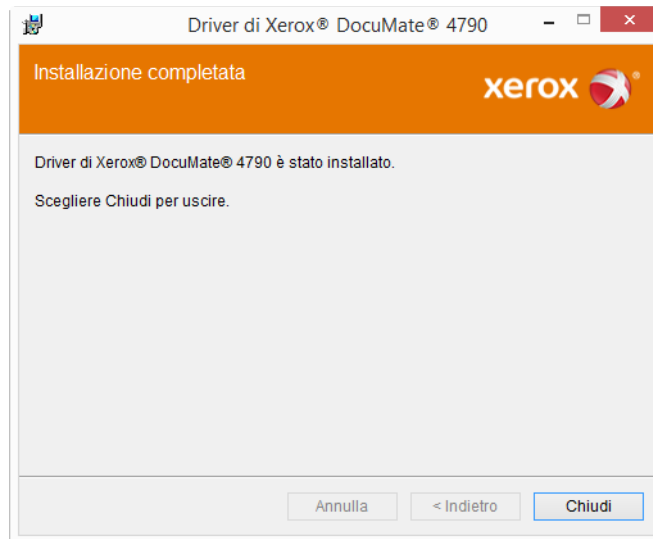 Driver di Xerox® DocuMate® 4790
Installazione completata
xerox
Driver di Xerox® DocuMate® 4790 è stato installato.
Scegliere Chiudi per uscire.
Annulla
< Indietro
Chiudi